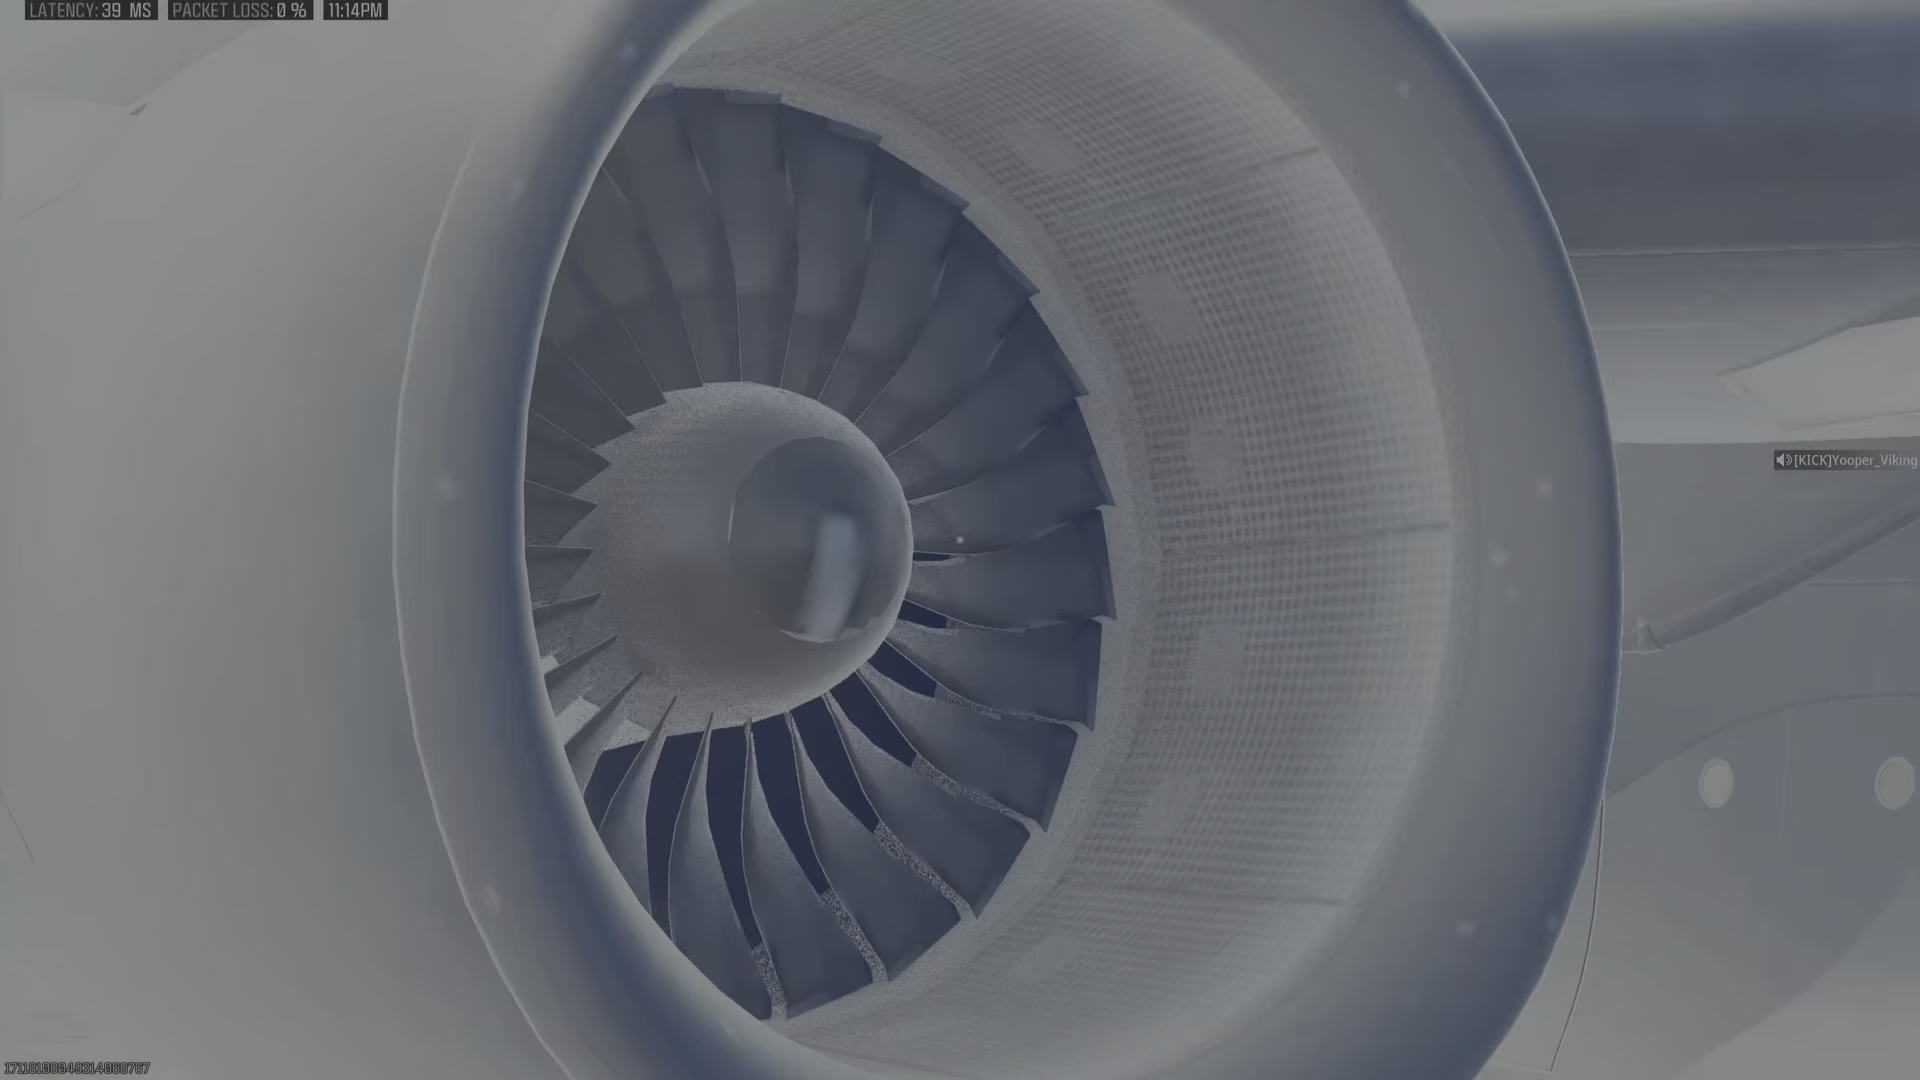 LATENCY: 39 MS PACKET LOSS: 0 % 11:14PM
[KICK]Yooper_Viking